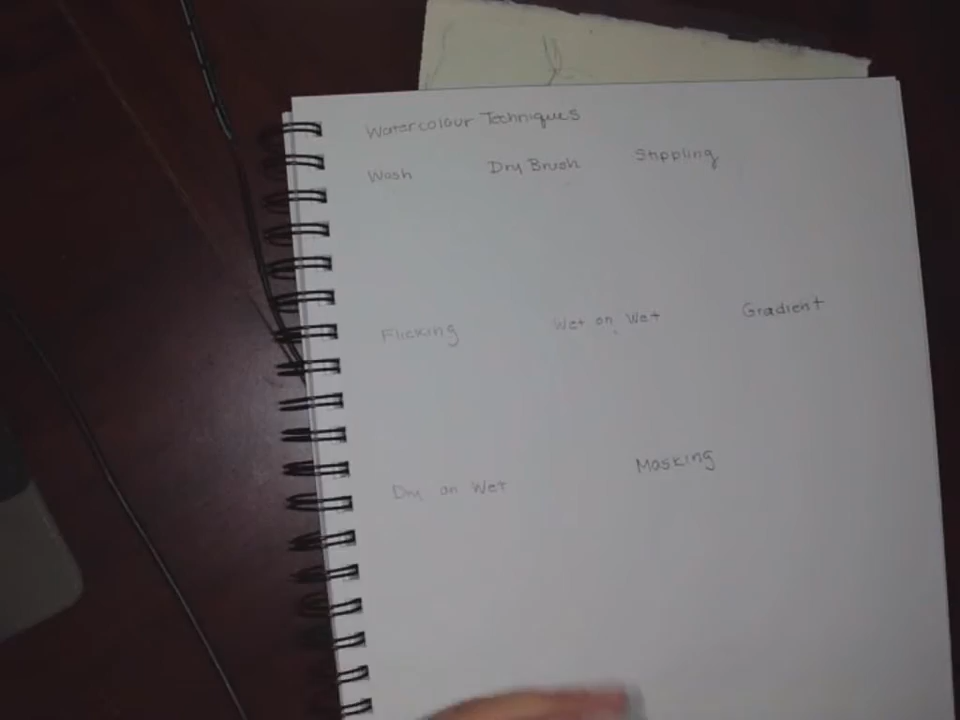 Watercolour Techniques
Wash Dry Brush Stippling
Flicking Wet on Wet Gradient
Dry on Wet Masking